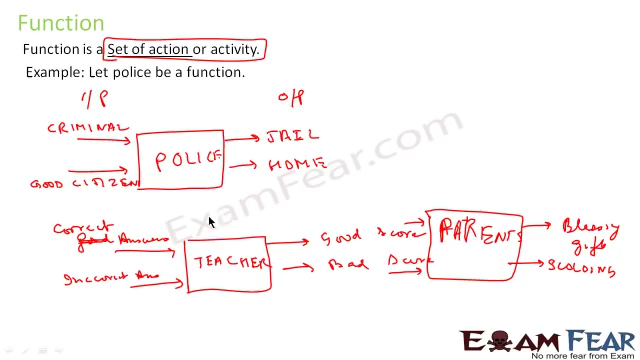 Function
Function is a Set of action or activity.
Example: Let police be a function.
I/P O/P
CRIMINAL POLICE JAIL
GOOD CITIZEN HOME
Correct
Answers TEACHER Good Score PARENTS Blessing
gifts
Incorrect Ans Bad Score SCOLDING
ExamFear.com
EXAM FEAR
No more fear from Exam